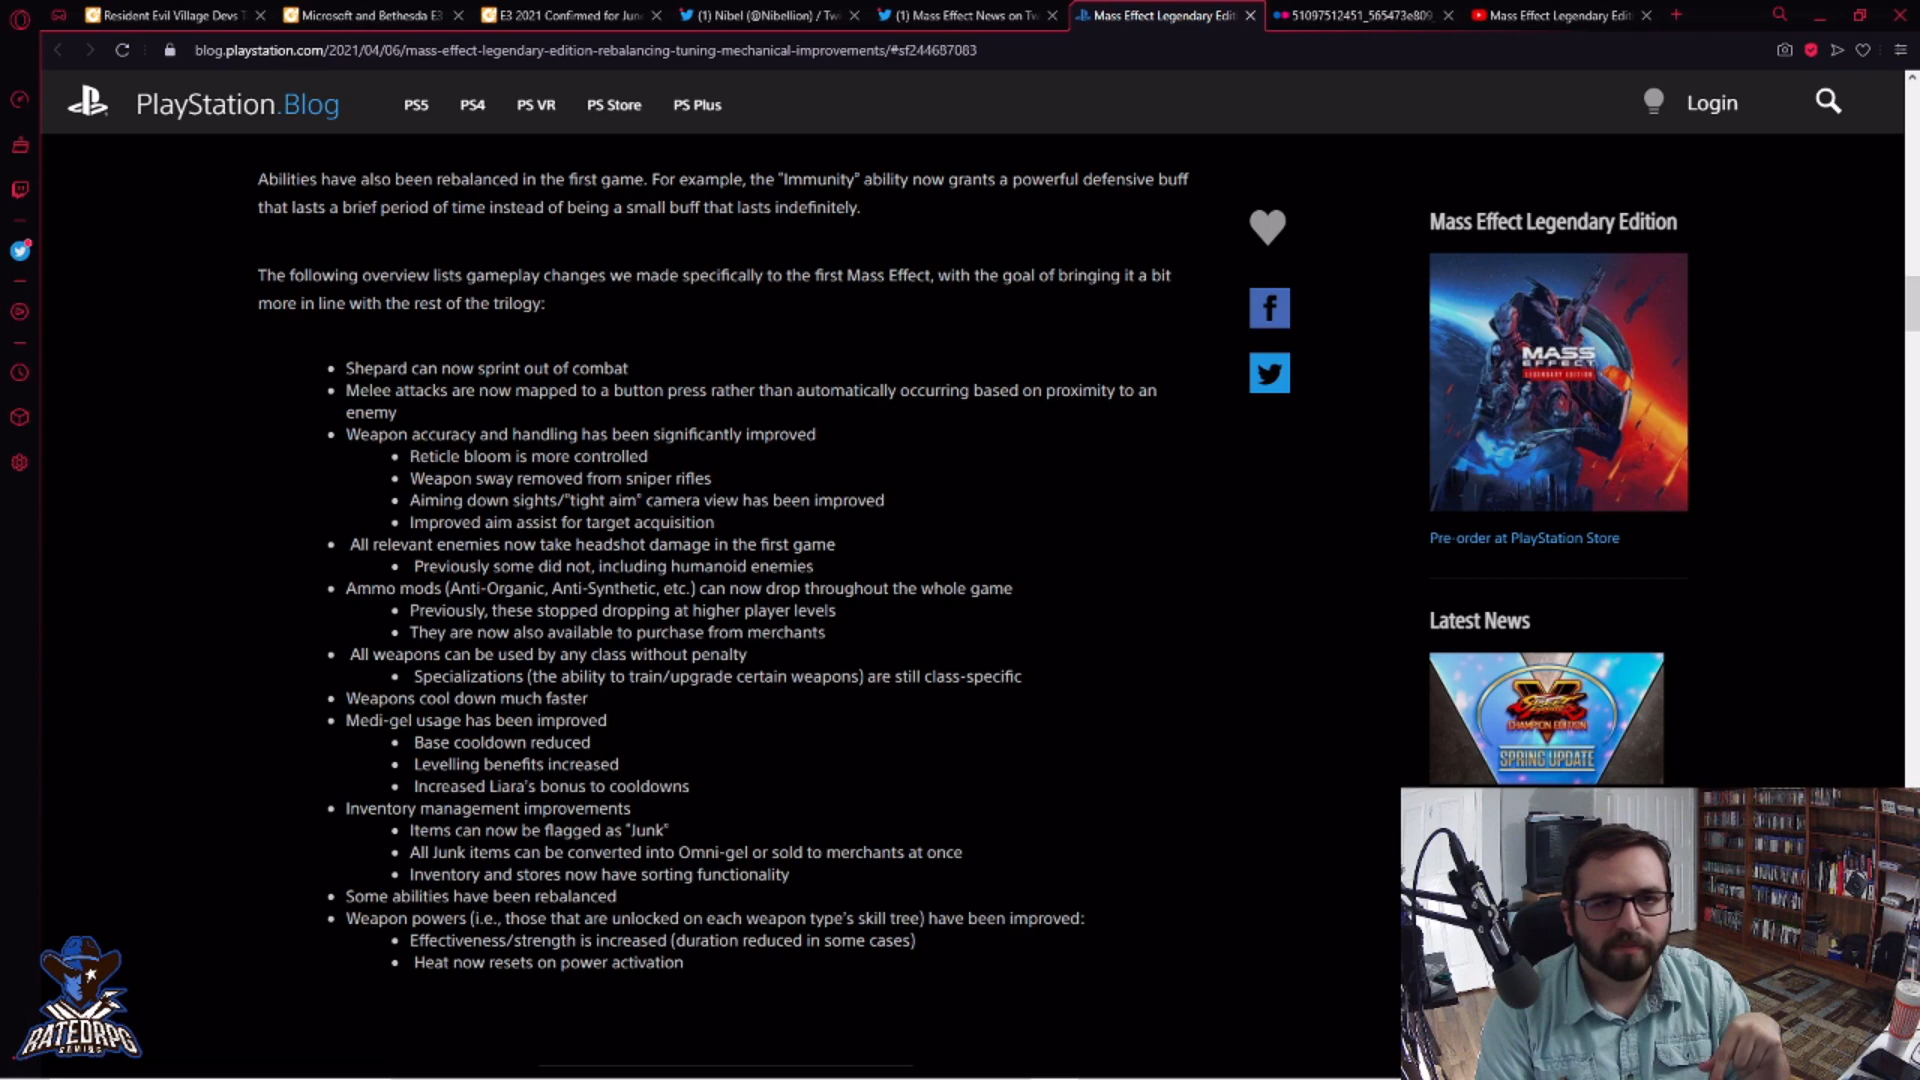 Resident Evil Village Devs T
Microsoft and Bethesda E3
E3 2021 Confirmed for Jun
(1) Nibel (@Nibellion) / Twi
(1) Mass Effect News on Tw
Mass Effect Legendary Edit
51097512451_565473e809_
Mass Effect Legendary Edit
blog.playstation.com/2021/04/06/mass-effect-legendary-edition-rebalancing-tuning-mechanical-improvements/#sf244687083
PlayStation.Blog
PS5
PS4
PS VR
PS Store
PS Plus
Login
Abilities have also been rebalanced in the first game. For example, the "Immunity" ability now grants a powerful defensive buff
that lasts a brief period of time instead of being a small buff that lasts indefinitely.
The following overview lists gameplay changes we made specifically to the first Mass Effect, with the goal of bringing it a bit
more in line with the rest of the trilogy:
• Shepard can now sprint out of combat
• Melee attacks are now mapped to a button press rather than automatically occurring based on proximity to an
enemy
• Weapon accuracy and handling has been significantly improved
• Reticle bloom is more controlled
• Weapon sway removed from sniper rifles
• Aiming down sights/"tight aim" camera view has been improved
• Improved aim assist for target acquisition
• All relevant enemies now take headshot damage in the first game
• Previously some did not, including humanoid enemies
• Ammo mods (Anti-Organic, Anti-Synthetic, etc.) can now drop throughout the whole game
• Previously, these stopped dropping at higher player levels
• They are now also available to purchase from merchants
• All weapons can be used by any class without penalty
• Specializations (the ability to train/upgrade certain weapons) are still class-specific
• Weapons cool down much faster
• Medi-gel usage has been improved
• Base cooldown reduced
• Levelling benefits increased
• Increased Liara's bonus to cooldowns
• Inventory management improvements
• Items can now be flagged as "Junk"
• All Junk items can be converted into Omni-gel or sold to merchants at once
• Inventory and stores now have sorting functionality
• Some abilities have been rebalanced
• Weapon powers (i.e., those that are unlocked on each weapon type's skill tree) have been improved:
• Effectiveness/strength is increased (duration reduced in some cases)
• Heat now resets on power activation
Mass Effect Legendary Edition
MASS
EFFECT
LEGENDARY EDITION
Pre-order at PlayStation Store
Latest News
STREET
FIGHTER
V
CHAMPION EDITION
SPRING UPDATE
RATEDRPG
GAMING